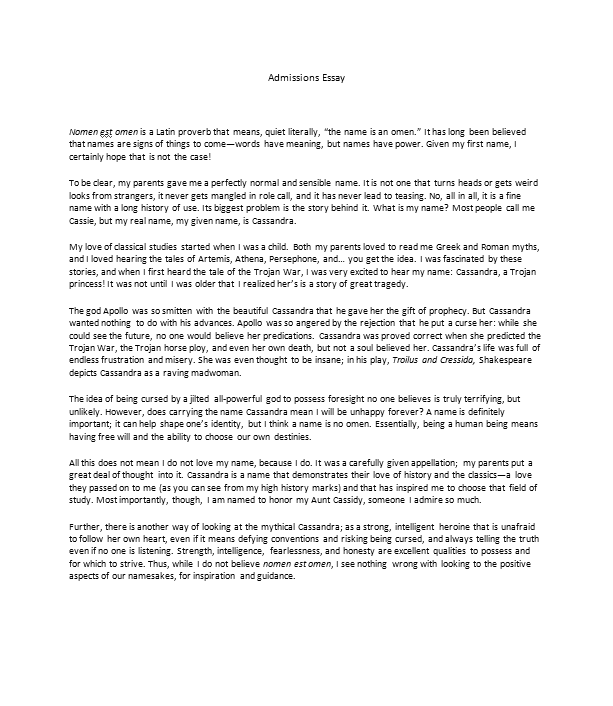 Admissions Essay
Nomen est omen is a Latin proverb that means, quiet literally, “the name is an omen.” It has long been believed
that names are signs of things to come—words have meaning, but names have power. Given my first name, I
certainly hope that is not the case!
To be clear, my parents gave me a perfectly normal and sensible name. It is not one that turns heads or gets weird
looks from strangers, it never gets mangled in role call, and it has never lead to teasing. No, all in all, it is a fine
name with a long history of use. Its biggest problem is the story behind it. What is my name? Most people call me
Cassie, but my real name, my given name, is Cassandra.
My love of classical studies started when I was a child. Both my parents loved to read me Greek and Roman myths,
and I loved hearing the tales of Artemis, Athena, Persephone, and... you get the idea. I was fascinated by these
stories, and when I first heard the tale of the Trojan War, I was very excited to hear my name: Cassandra, a Trojan
princess! It was not until I was older that I realized her’s is a story of great tragedy.
The god Apollo was so smitten with the beautiful Cassandra that he gave her the gift of prophecy. But Cassandra
wanted nothing to do with his advances. Apollo was so angered by the rejection that he put a curse her: while she
could see the future, no one would believe her predications. Cassandra was proved correct when she predicted the
Trojan War, the Trojan horse ploy, and even her own death, but not a soul believed her. Cassandra’s life was full of
endless frustration and misery. She was even thought to be insane; in his play, Troilus and Cressida, Shakespeare
depicts Cassandra as a raving madwoman.
The idea of being cursed by a jilted all-powerful god to possess foresight no one believes is truly terrifying, but
unlikely. However, does carrying the name Cassandra mean I will be unhappy forever? A name is definitely
important; it can help shape one’s identity, but I think a name is no omen. Essentially, being a human being means
having free will and the ability to choose our own destinies.
All this does not mean I do not love my name, because I do. It was a carefully given appellation; my parents put a
great deal of thought into it. Cassandra is a name that demonstrates their love of history and the classics—a love
they passed on to me (as you can see from my high history marks) and that has inspired me to choose that field of
study. Most importantly, though, I am named to honor my Aunt Cassidy, someone I admire so much.
Further, there is another way of looking at the mythical Cassandra; as a strong, intelligent heroine that is unafraid
to follow her own heart, even if it means defying conventions and risking being cursed, and always telling the truth
even if no one is listening. Strength, intelligence, fearlessness, and honesty are excellent qualities to possess and
for which to strive. Thus, while I do not believe nomen est omen, I see nothing wrong with looking to the positive
aspects of our namesakes, for inspiration and guidance.